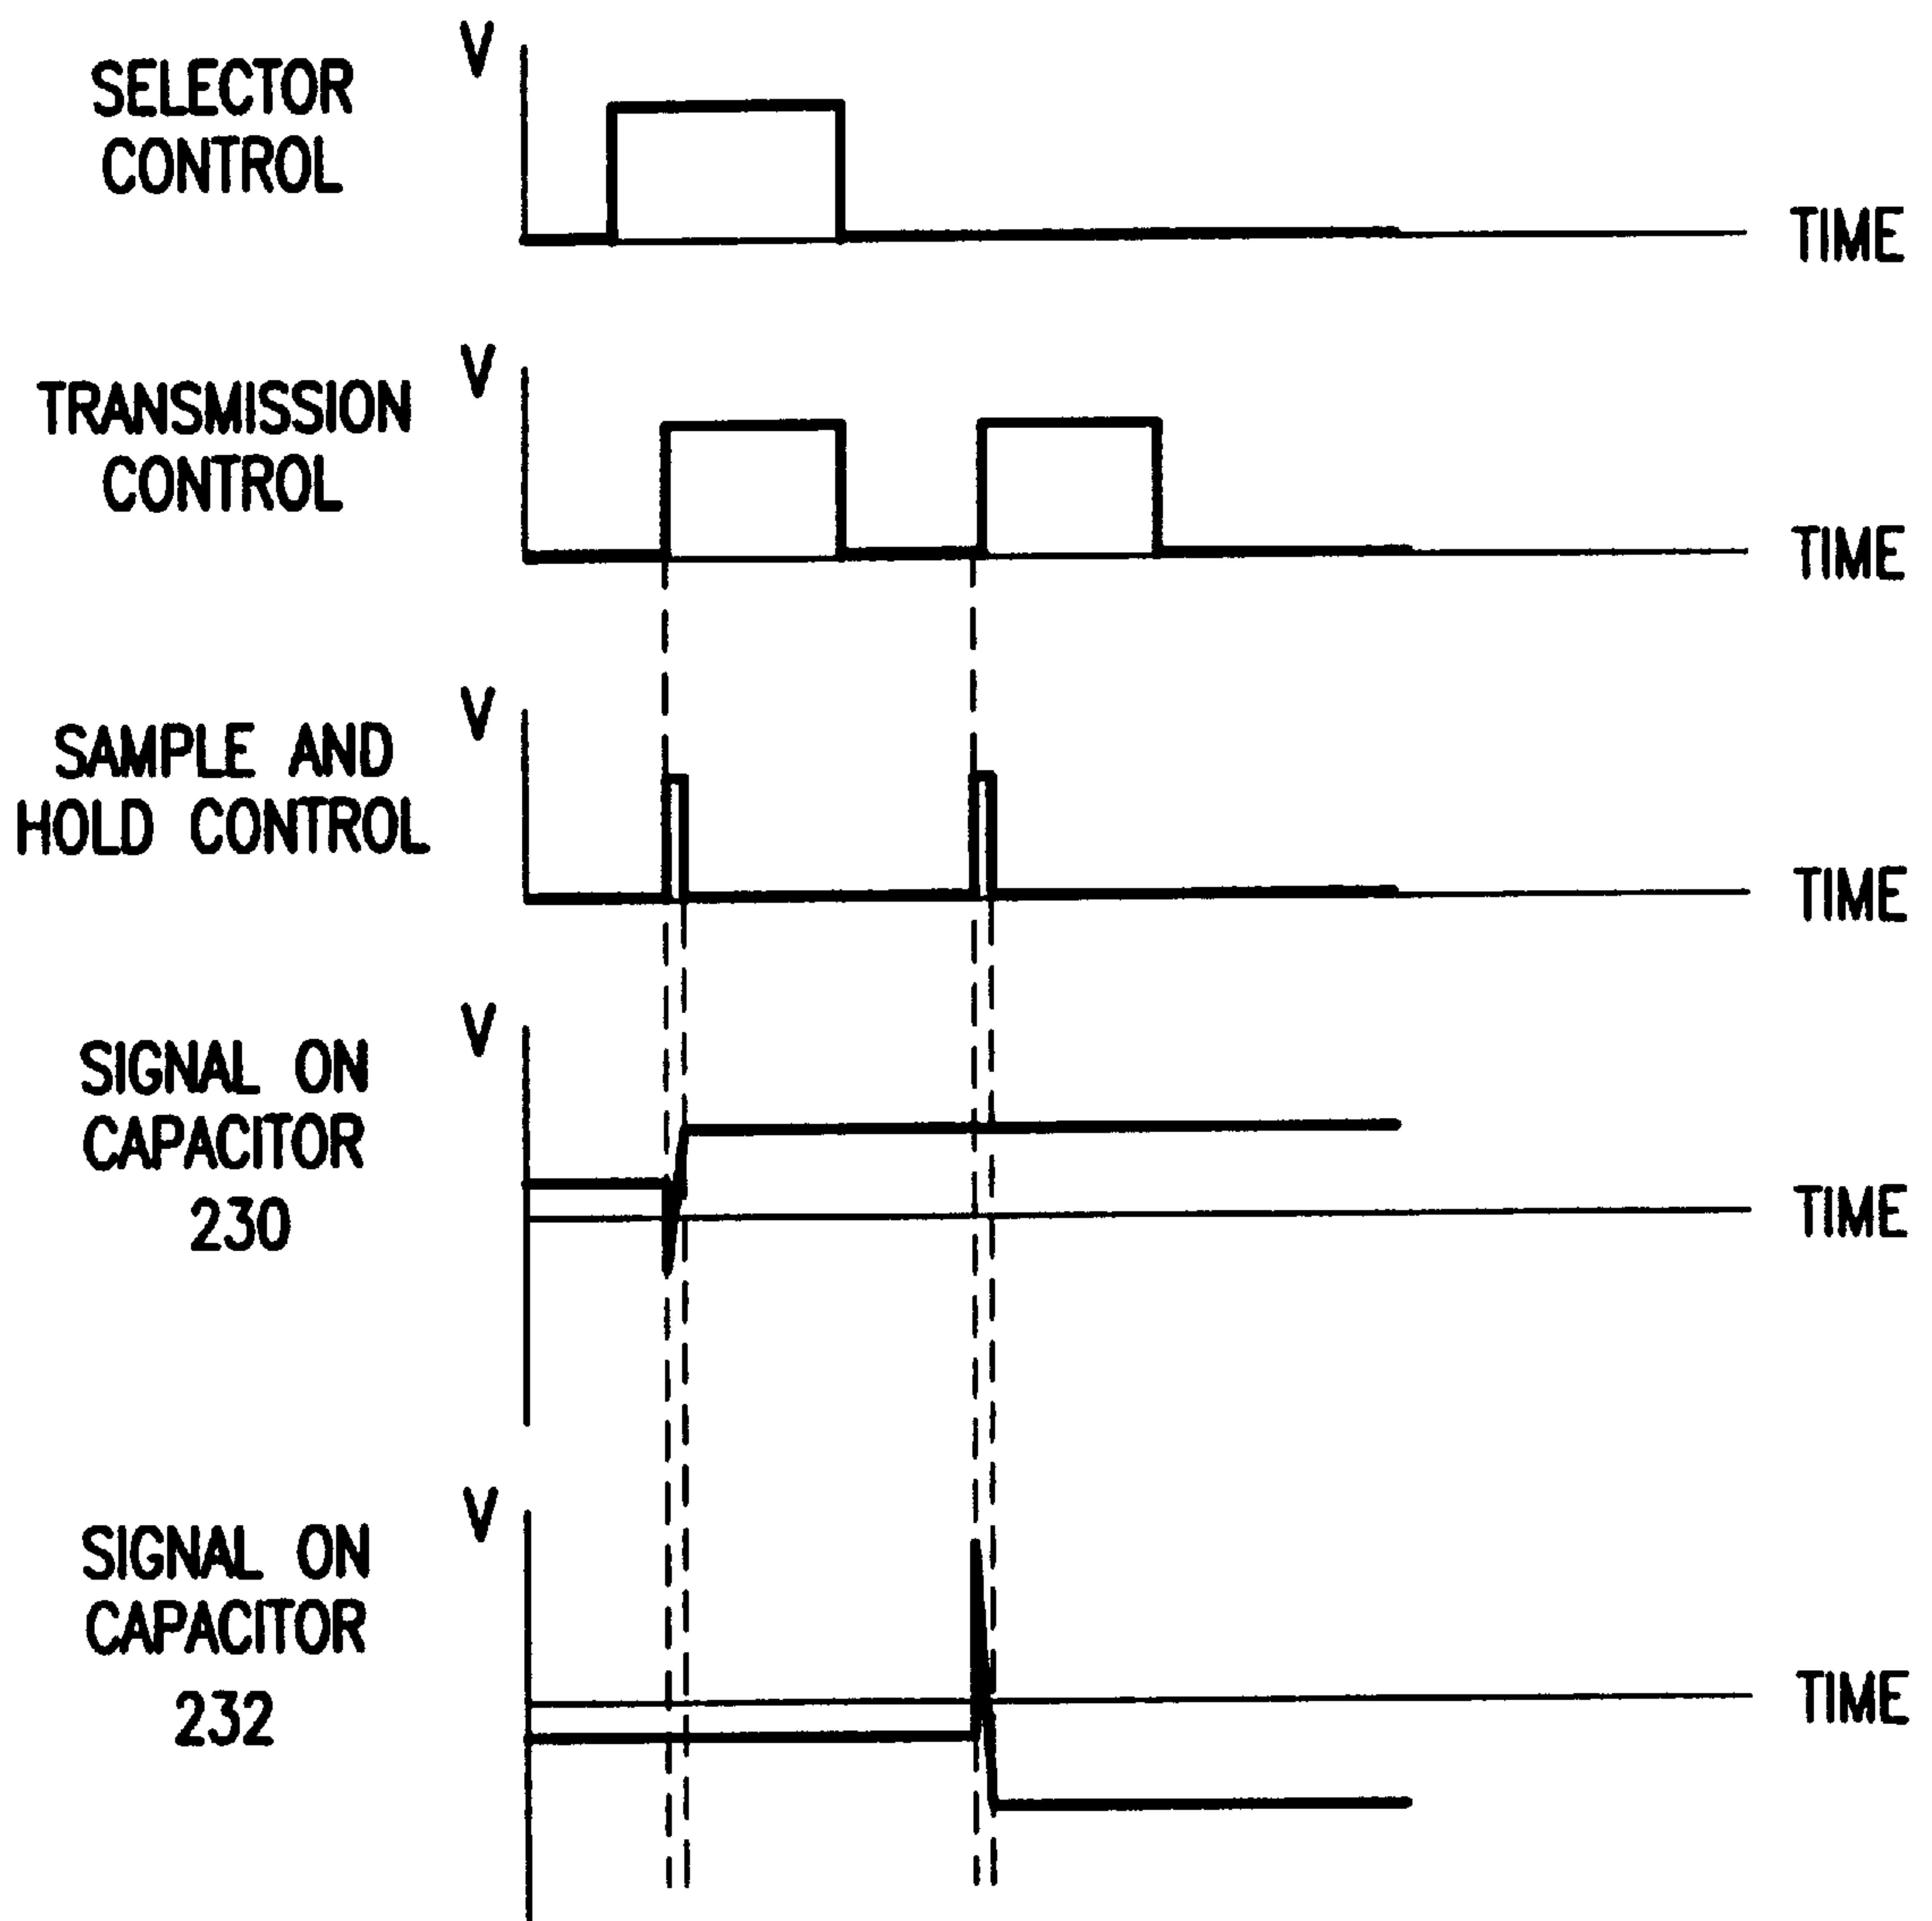 V
SELECTOR
CONTROL
TIME
V
TRANSMISSION
CONTROL
TIME
V
SAMPLE AND
HOLD CONTROL
TIME
V
SIGNAL ON
CAPACITOR
230
TIME
V
SIGNAL ON
CAPACITOR
232
TIME